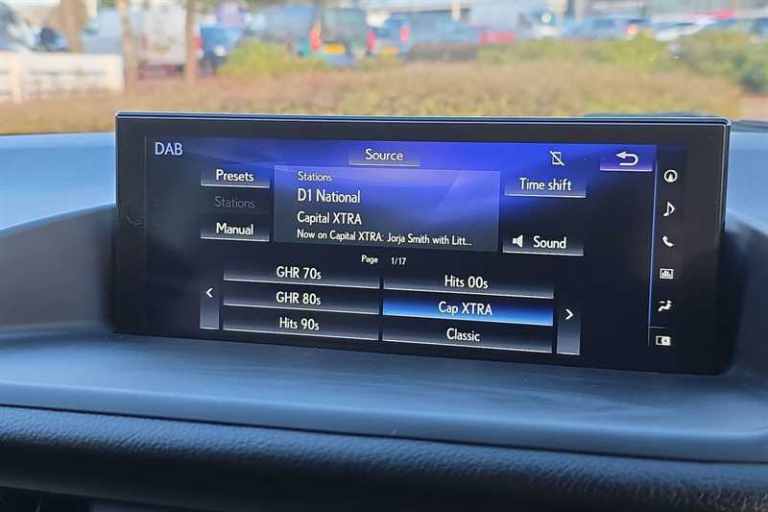 DAB
Source
Presets
Stations
Manual
Stations
D1 National
Capital XTRA
Now on Capital XTRA: Jorja Smith with Litt...
Time shift
Sound
Page 1/17
GHR 70s
Hits 00s
GHR 80s
Cap XTRA
Hits 90s
Classic